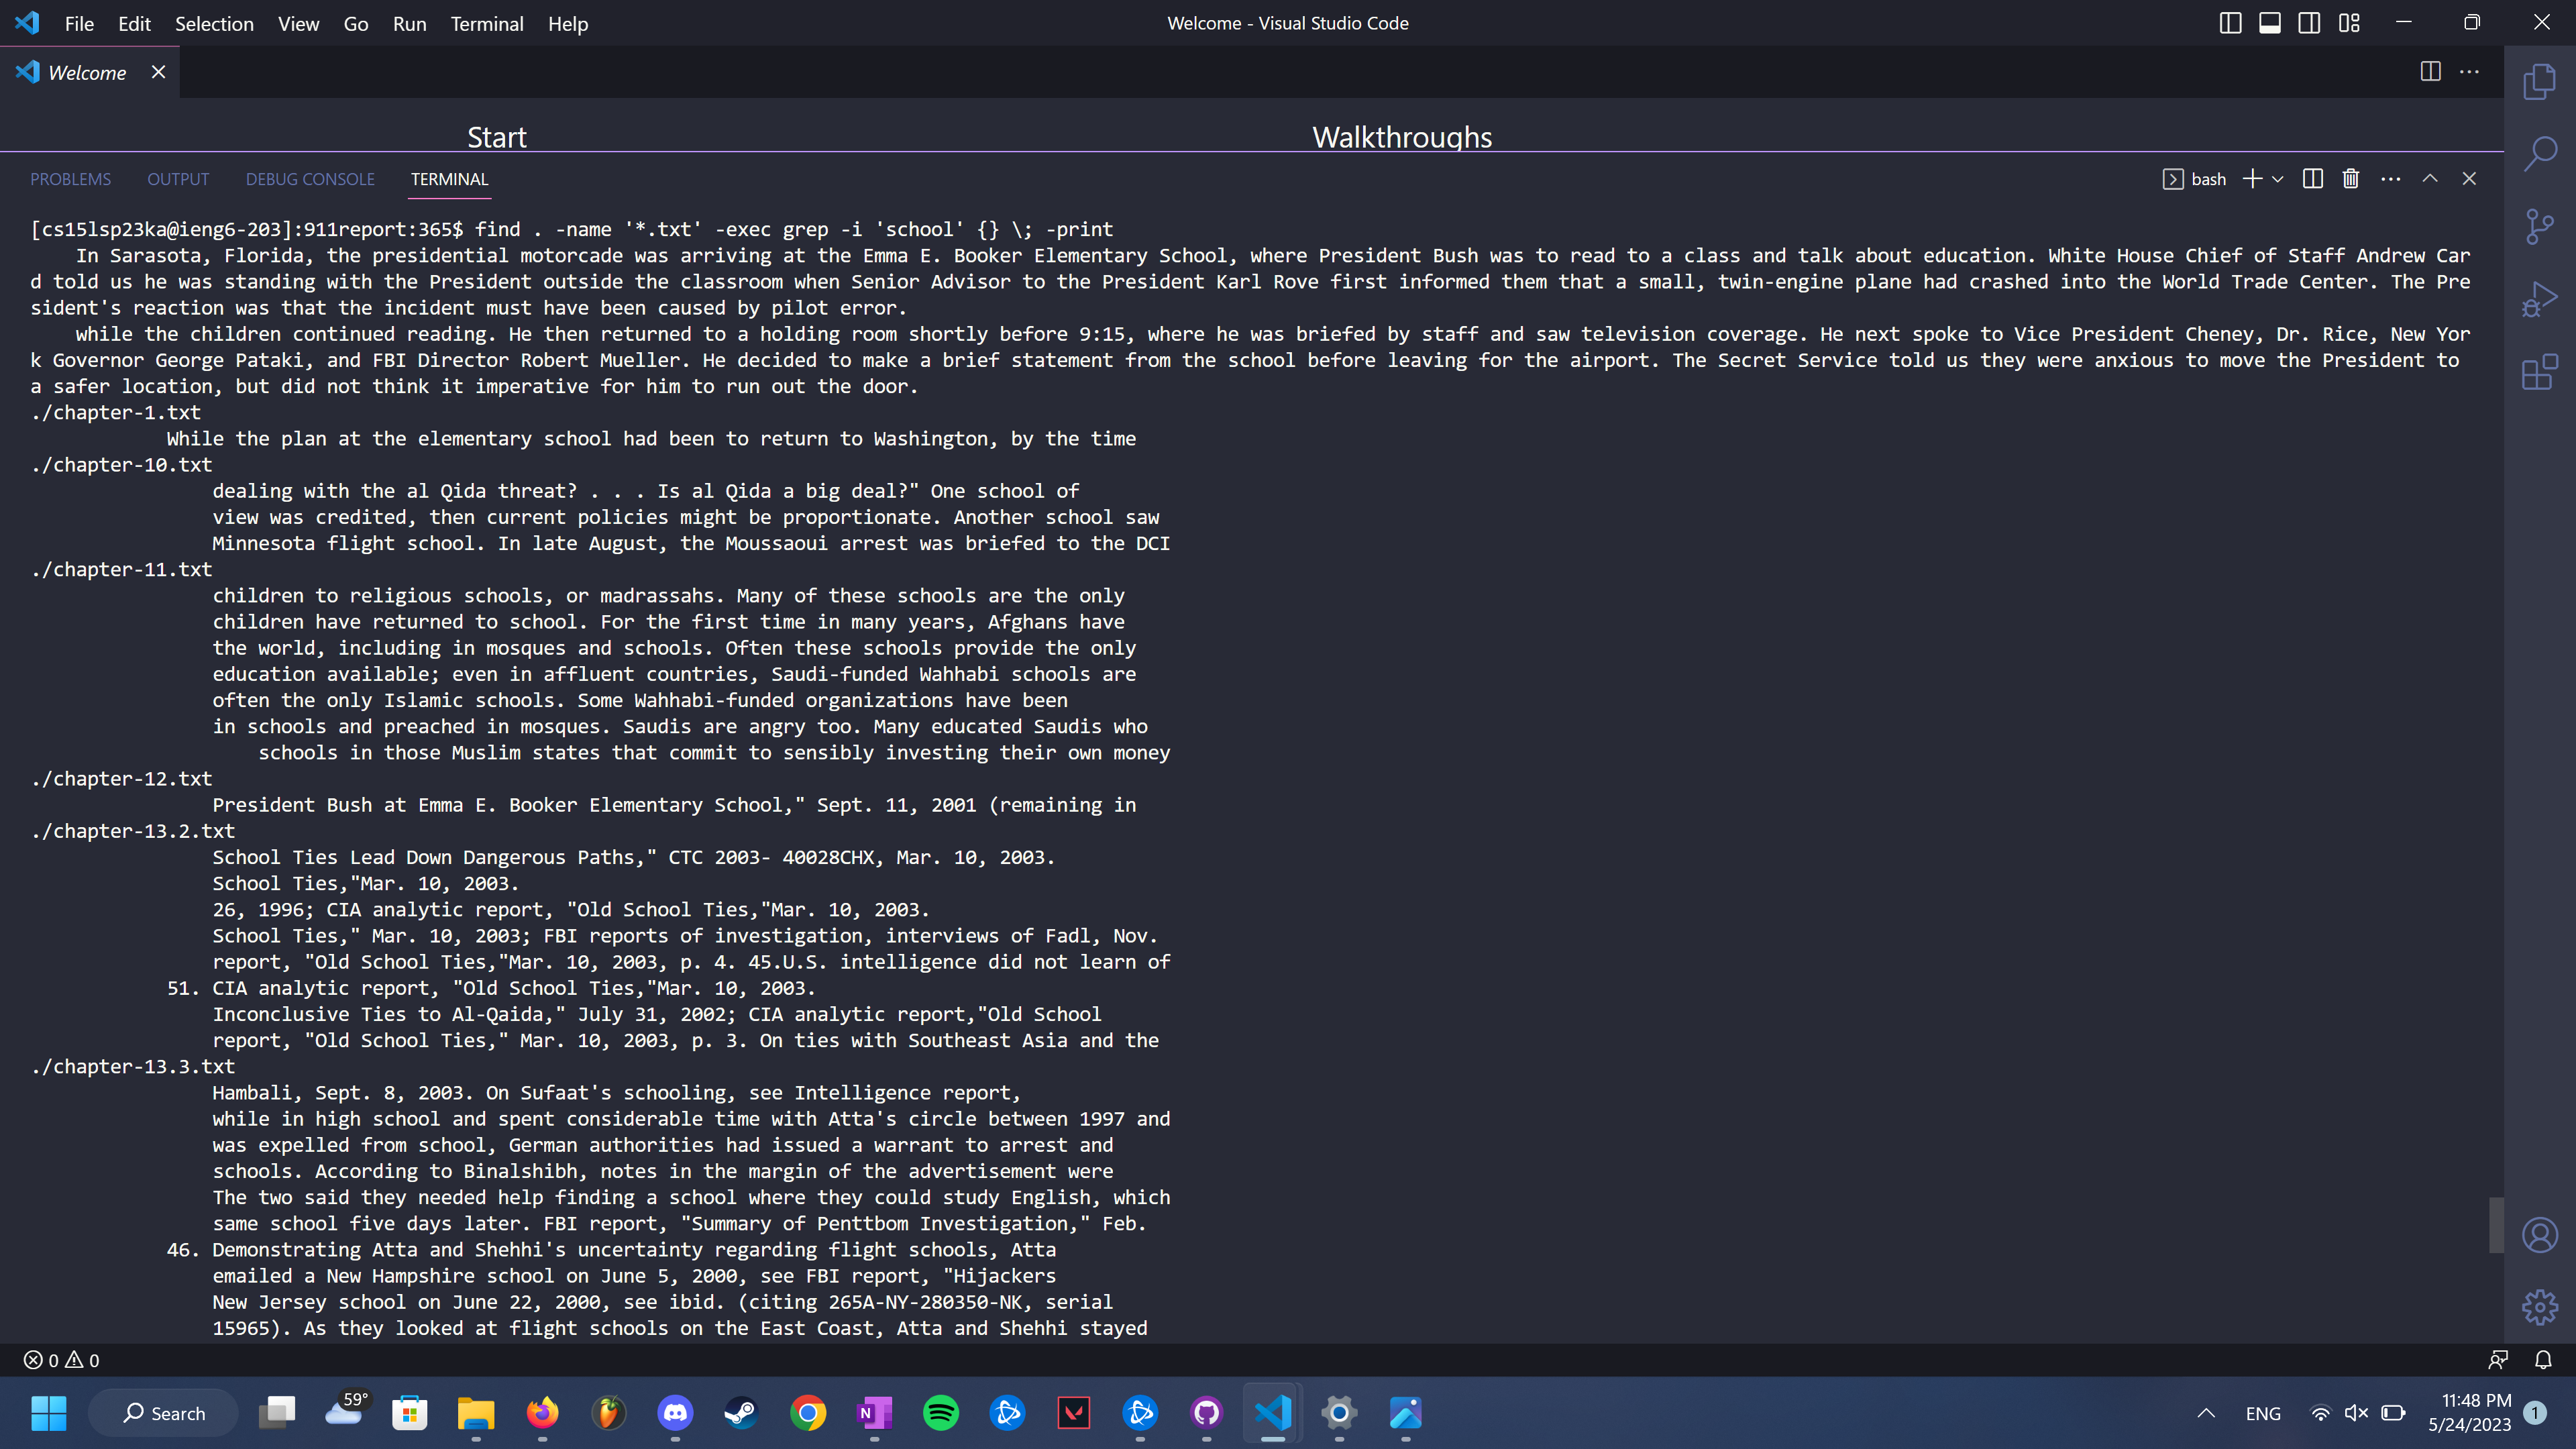 File Edit Selection View Go Run Terminal Help
Welcome - Visual Studio Code
Welcome
Start
Walkthroughs
PROBLEMS OUTPUT DEBUG CONSOLE TERMINAL
bash
[cs15lsp23ka@ieng6-203]:911report:365$ find . -name '*.txt' -exec grep -i 'school' {} \; -print
In Sarasota, Florida, the presidential motorcade was arriving at the Emma E. Booker Elementary School, where President Bush was to read to a class and talk about education. White House Chief of Staff Andrew Car
d told us he was standing with the President outside the classroom when Senior Advisor to the President Karl Rove first informed them that a small, twin-engine plane had crashed into the World Trade Center. The Pre
sident's reaction was that the incident must have been caused by pilot error.
while the children continued reading. He then returned to a holding room shortly before 9:15, where he was briefed by staff and saw television coverage. He next spoke to Vice President Cheney, Dr. Rice, New Yor
k Governor George Pataki, and FBI Director Robert Mueller. He decided to make a brief statement from the school before leaving for the airport. The Secret Service told us they were anxious to move the President to
a safer location, but did not think it imperative for him to run out the door.
./chapter-1.txt
While the plan at the elementary school had been to return to Washington, by the time
./chapter-10.txt
dealing with the al Qida threat? . . . Is al Qida a big deal?" One school of
view was credited, then current policies might be proportionate. Another school saw
Minnesota flight school. In late August, the Moussaoui arrest was briefed to the DCI
./chapter-11.txt
children to religious schools, or madrassahs. Many of these schools are the only
children have returned to school. For the first time in many years, Afghans have
the world, including in mosques and schools. Often these schools provide the only
education available; even in affluent countries, Saudi-funded Wahhabi schools are
often the only Islamic schools. Some Wahhabi-funded organizations have been
in schools and preached in mosques. Saudis are angry too. Many educated Saudis who
schools in those Muslim states that commit to sensibly investing their own money
./chapter-12.txt
President Bush at Emma E. Booker Elementary School," Sept. 11, 2001 (remaining in
./chapter-13.2.txt
School Ties Lead Down Dangerous Paths," CTC 2003- 40028CHX, Mar. 10, 2003.
School Ties,"Mar. 10, 2003.
26, 1996; CIA analytic report, "Old School Ties,"Mar. 10, 2003.
School Ties," Mar. 10, 2003; FBI reports of investigation, interviews of Fadl, Nov.
report, "Old School Ties,"Mar. 10, 2003, p. 4. 45.U.S. intelligence did not learn of
51. CIA analytic report, "Old School Ties,"Mar. 10, 2003.
Inconclusive Ties to Al-Qaida," July 31, 2002; CIA analytic report,"Old School
report, "Old School Ties," Mar. 10, 2003, p. 3. On ties with Southeast Asia and the
./chapter-13.3.txt
Hambali, Sept. 8, 2003. On Sufaat's schooling, see Intelligence report,
while in high school and spent considerable time with Atta's circle between 1997 and
was expelled from school, German authorities had issued a warrant to arrest and
schools. According to Binalshibh, notes in the margin of the advertisement were
The two said they needed help finding a school where they could study English, which
same school five days later. FBI report, "Summary of Penttbom Investigation," Feb.
46. Demonstrating Atta and Shehhi's uncertainty regarding flight schools, Atta
emailed a New Hampshire school on June 5, 2000, see FBI report, "Hijackers
New Jersey school on June 22, 2000, see ibid. (citing 265A-NY-280350-NK, serial
15965). As they looked at flight schools on the East Coast, Atta and Shehhi stayed
0 0
Search
59°
N
ENG
11:48 PM
5/24/2023
1